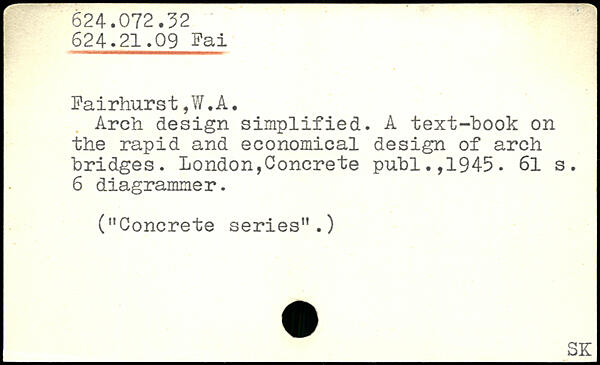 624.072.32
624.21.09 Fai
Fairhurst,W.A.
Arch design simplified. A text-book on
the rapid and economical design of arch
bridges. London,Concrete publ.,1945. 61 s.
6 diagrammer.
("Concrete series".)
SK